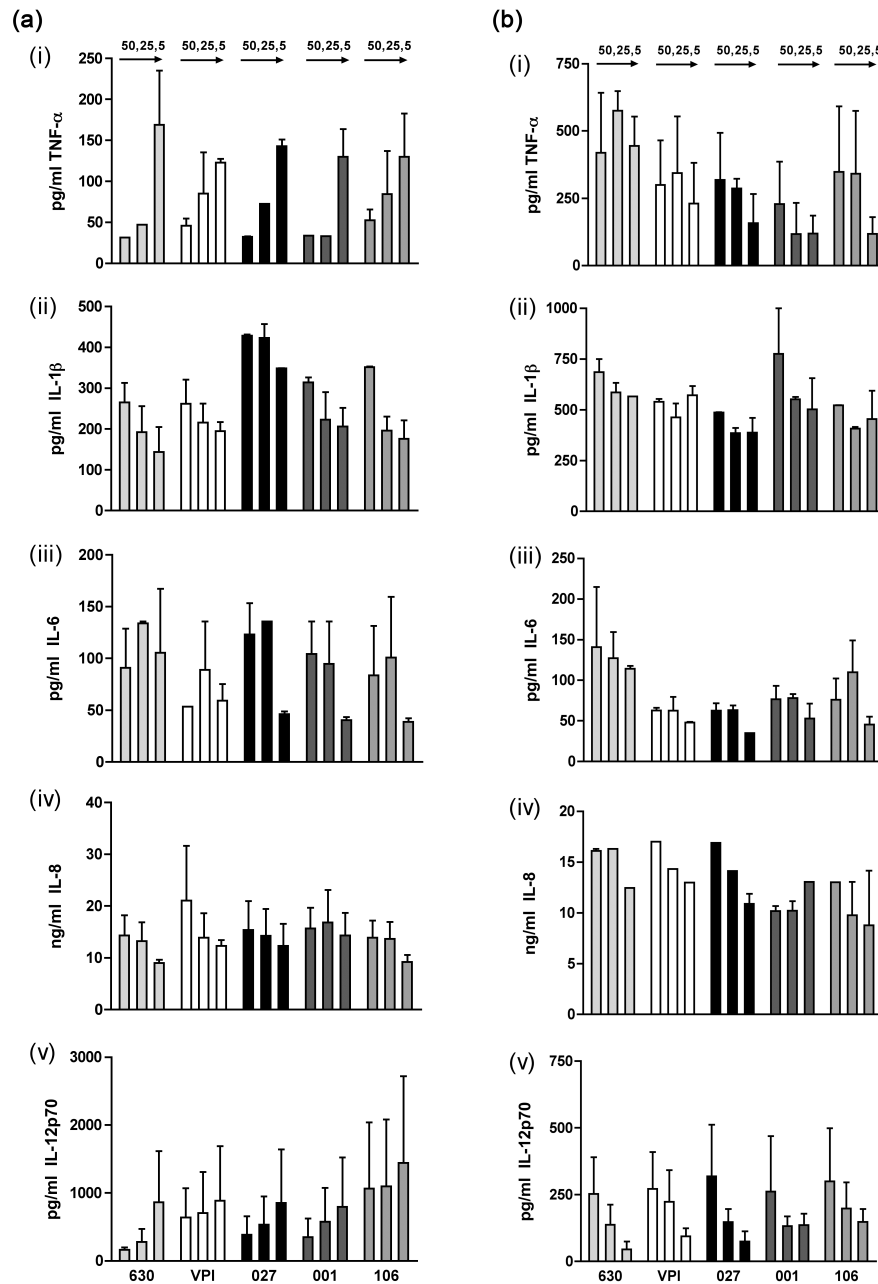 (a)
50,25,5 50,25,5 50,25,5 50,25,5 50,25,5
(i)
pg/ml TNF-α
250
200
150
100
50
0
(ii)
pg/ml IL-1β
500
400
300
200
100
0
(iii)
pg/ml IL-6
200
150
100
50
0
(iv)
ng/ml IL-8
40
30
20
10
0
(v)
pg/ml IL-12p70
3000
2000
1000
0
630 VPI 027 001 106
(b)
50,25,5 50,25,5 50,25,5 50,25,5 50,25,5
(i)
pg/ml TNF-α
750
500
250
0
(ii)
pg/ml IL-1β
1000
750
500
250
0
(iii)
pg/ml IL-6
250
200
150
100
50
0
(iv)
ng/ml IL-8
20
15
10
5
0
(v)
pg/ml IL-12p70
750
500
250
0
630 VPI 027 001 106